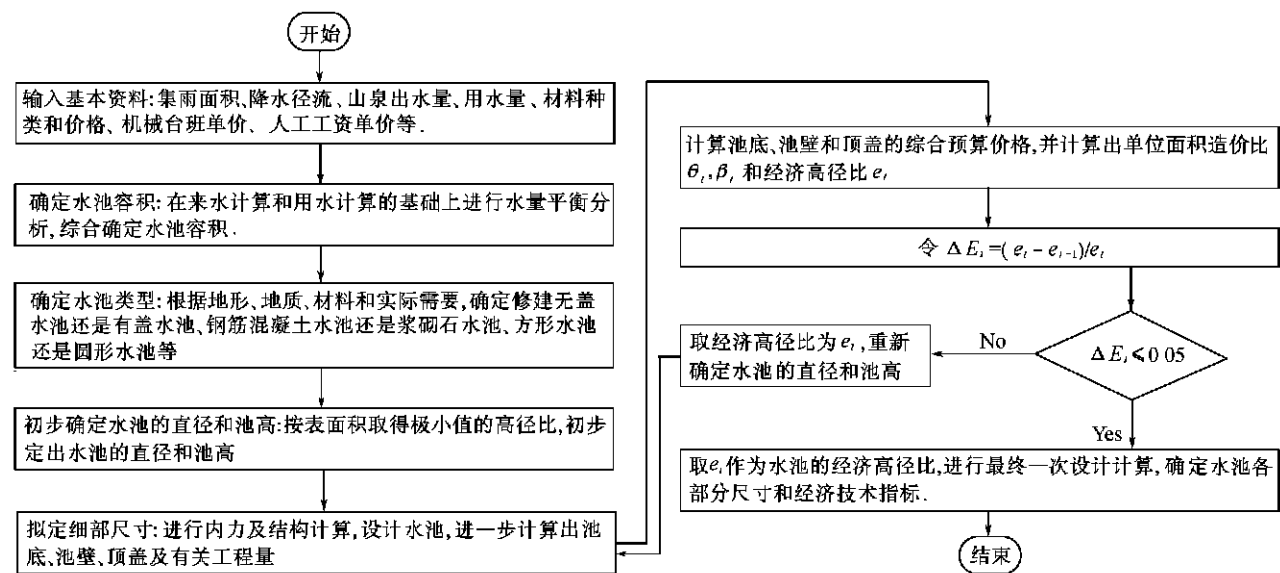 开始
输入基本资料:集雨面积、降水径流、山泉出水量、用水量、材料种
类和价格、机械台班单价、人工工资单价等.
确定水池容积:在来水计算和用水计算的基础上进行水量平衡分
析,综合确定水池容积.
确定水池类型:根据地形、地质、材料和实际需要,确定修建无盖
水池还是有盖水池、钢筋混凝土水池还是浆砌石水池、方形水池
还是圆形水池等
初步确定水池的直径和池高:按表面积取得极小值的高径比,初步
定出水池的直径和池高
拟定细部尺寸:进行内力及结构计算,设计水池,进一步计算出池
底、池壁、顶盖及有关工程量
计算池底、池壁和顶盖的综合预算价格,并计算出单位面积造价比
θi,βi 和经济高径比 ei
令 ΔEi=(ei-ei-1)/ei
ΔEi≤0 05
No
取经济高径比为 ei,重新
确定水池的直径和池高
Yes
取ei作为水池的经济高径比,进行最终一次设计计算,确定水池各
部分尺寸和经济技术指标.
结束